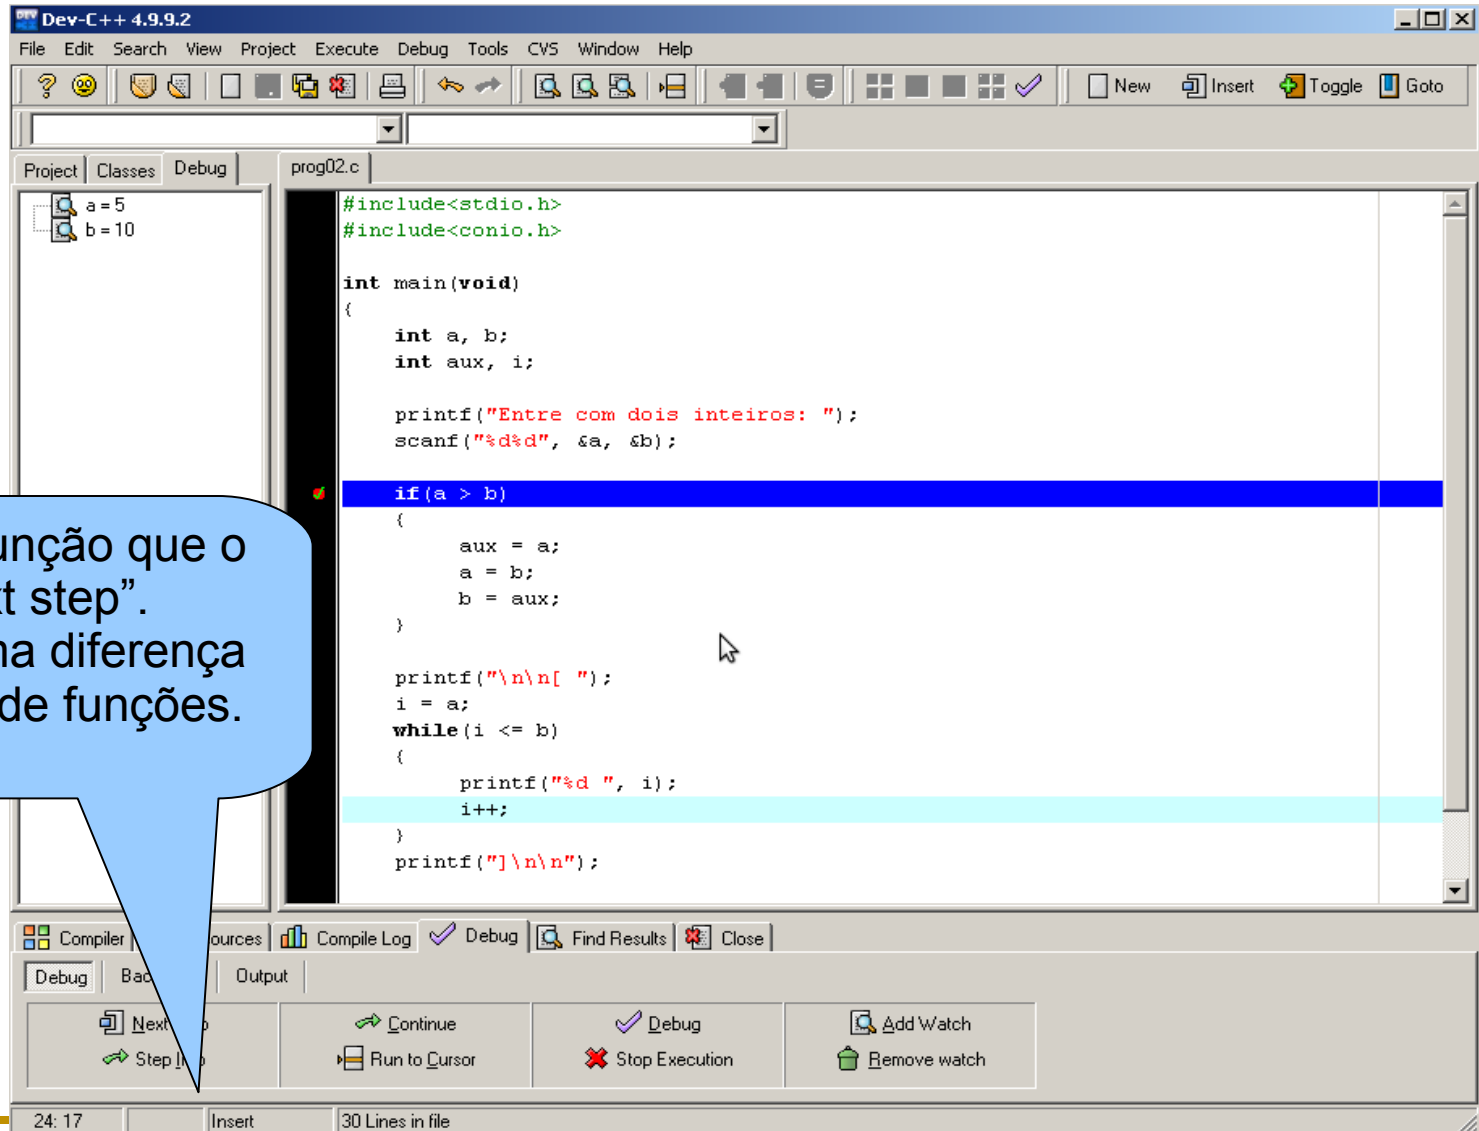 Dev-C++ 4.9.9.2
File Edit Search View Project Execute Debug Tools CVS Window Help
New Insert Toggle Goto
Project Classes Debug prog02.c
a = 5
b = 10
#include<stdio.h>
#include<conio.h>
int main(void)
{
int a, b;
int aux, i;
printf("Entre com dois inteiros: ");
scanf("%d%d", &a, &b);
if(a > b)
{
aux = a;
a = b;
b = aux;
}
printf("\n\n[ ");
i = a;
while(i <= b)
{
printf("%d ", i);
i++;
}
printf("]\n\n");
que o
step”.
diferença
de funções.
Compiler Compile Log Debug Find Results Close
Debug Output
Next Continue Debug Add Watch
Step Run to Cursor Stop Execution Remove watch
24: 17 Insert 30 Lines in file